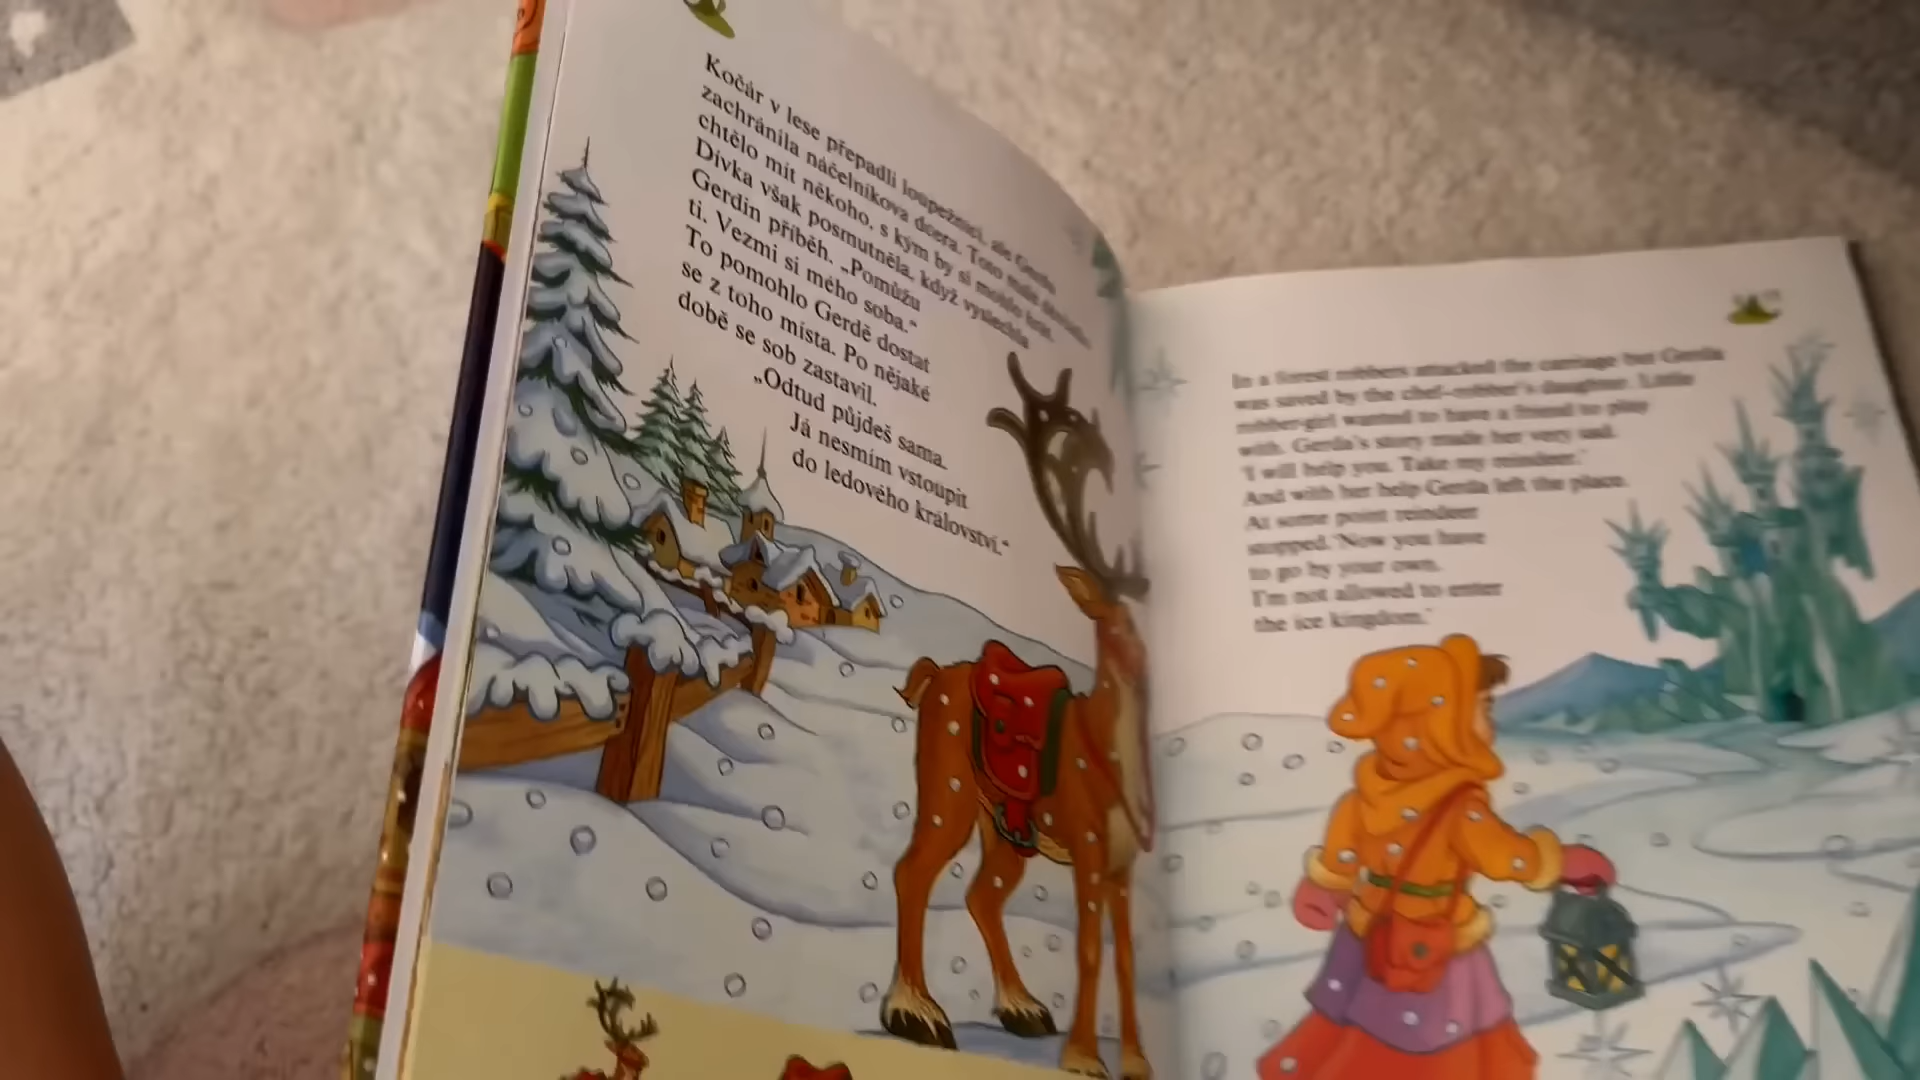 Kočár v lese přepadli loupežníci, ale Gerdu
zachránila náčelníkova dcera. Toto malé děvčátko
chtělo mít někoho, s kým by si mohlo hrát.
Dívka však posmutněla, když vyslechla
Gerdin příběh. „Pomůžu
ti. Vezmi si mého soba.“
To pomohlo Gerdě dostat
se z toho místa. Po nějaké
době se sob zastavil.
„Odtud půjdeš sama.
Já nesmím vstoupit
do ledového království.“
In a forest robbers attacked the carriage but Gerda
was saved by the chef-robber's daughter. Little
robber-girl wanted to have a friend to play
with. Gerda's story made her very sad.
'I will help you. Take my reindeer.'
And with her help Gerda left the place.
At some point reindeer
stopped. 'Now you have
to go by your own.
I'm not allowed to enter
the ice kingdom.'